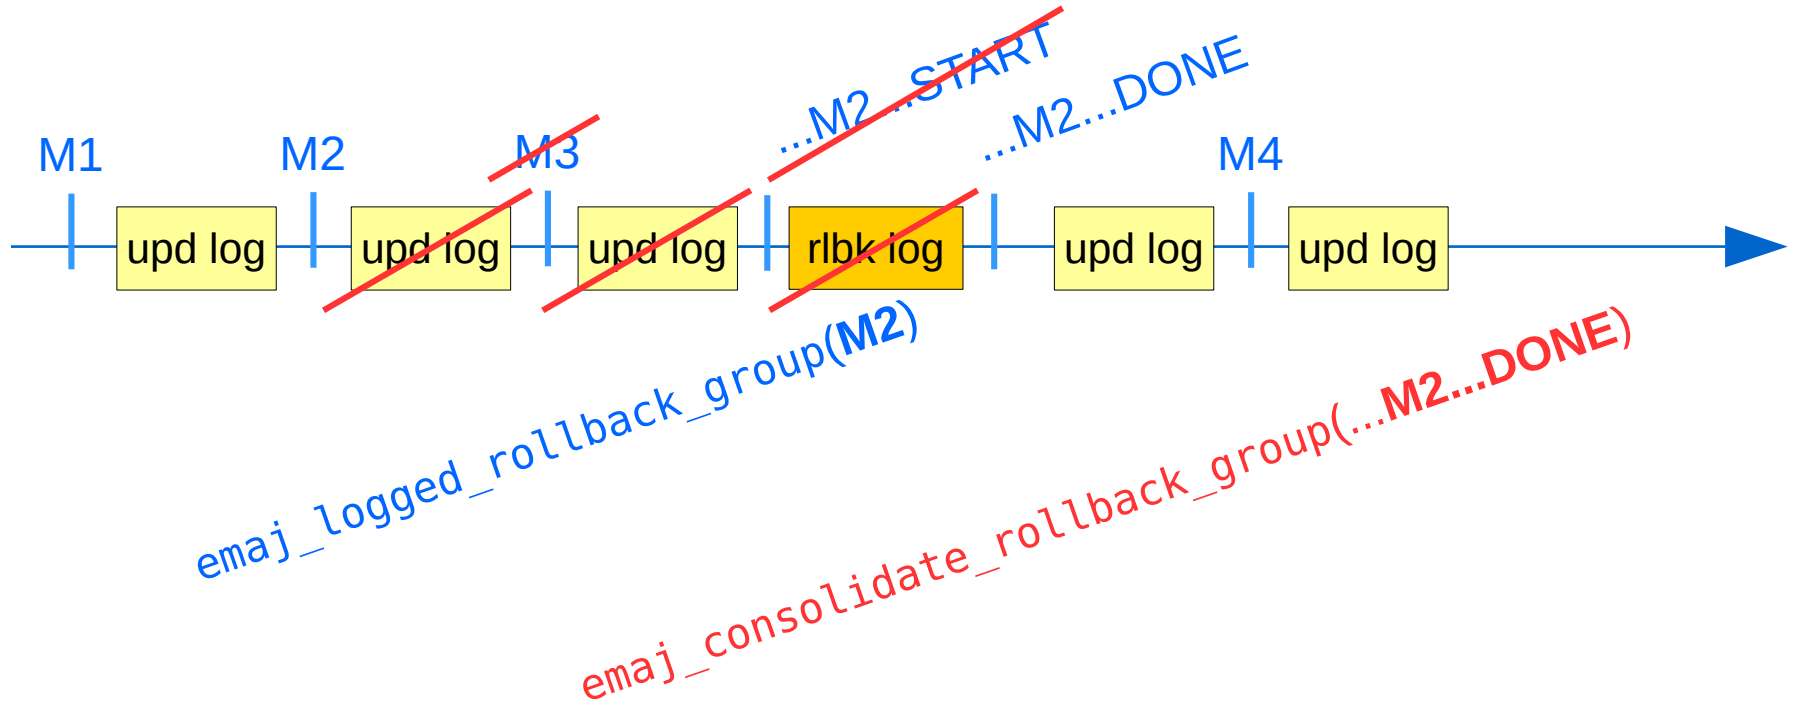 ...M2...START
...M2...DONE
M1
M2
M3
M4
upd log
upd log
upd log
rlbk log
upd log
upd log
emaj_logged_rollback_group(M2)
emaj_consolidate_rollback_group(...M2...DONE)